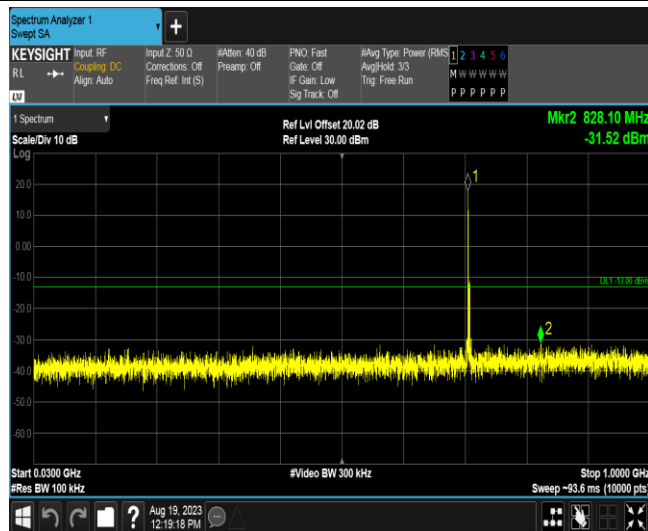 Spectrum Analyzer 1
Swept SA
+
KEYSIGHT
RL
LXI
Input: RF
Coupling: DC
Align: Auto
Input Z: 50 Ω
Corrections: Off
Freq Ref: Int (S)
#Atten: 40 dB
Preamp: Off
PNO: Fast
Gate: Off
IF Gain: Low
Sig Track: Off
#Avg Type: Power (RMS
Avg|Hold: 3/3
Trig: Free Run
1 2 3 4 5 6
M W W W W W
P P P P P P
1 Spectrum
Scale/Div 10 dB
Log
Ref Lvl Offset 20.02 dB
Ref Level 30.00 dBm
Mkr2 828.10 MHz
-31.52 dBm
1
20.0
10.0
0.00
-10.0
DL1 -13.00 dBm
-20.0
2
-30.0
-40.0
-50.0
-60.0
Start 0.0300 GHz
#Video BW 300 kHz
Stop 1.0000 GHz
#Res BW 100 kHz
Sweep ~93.6 ms (10000 pts)
?
Aug 19, 2023
12:19:18 PM